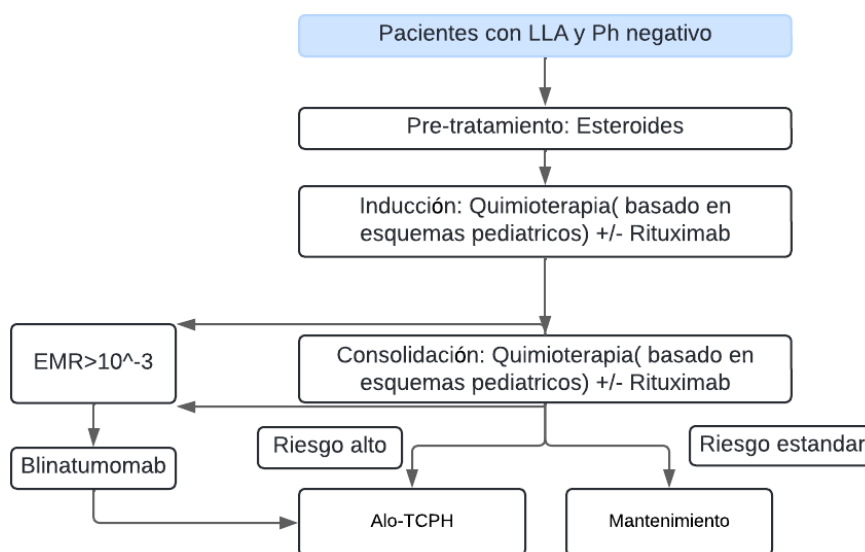 Pacientes con LLA y Ph negativo
Pre-tratamiento: Esteroides
Inducción: Quimioterapia( basado en
esquemas pediatricos) +/- Rituximab
EMR>10^-3
Consolidación: Quimioterapia( basado en
esquemas pediatricos) +/- Rituximab
Riesgo alto
Riesgo estandar
Blinatumomab
Alo-TCPH
Mantenimiento